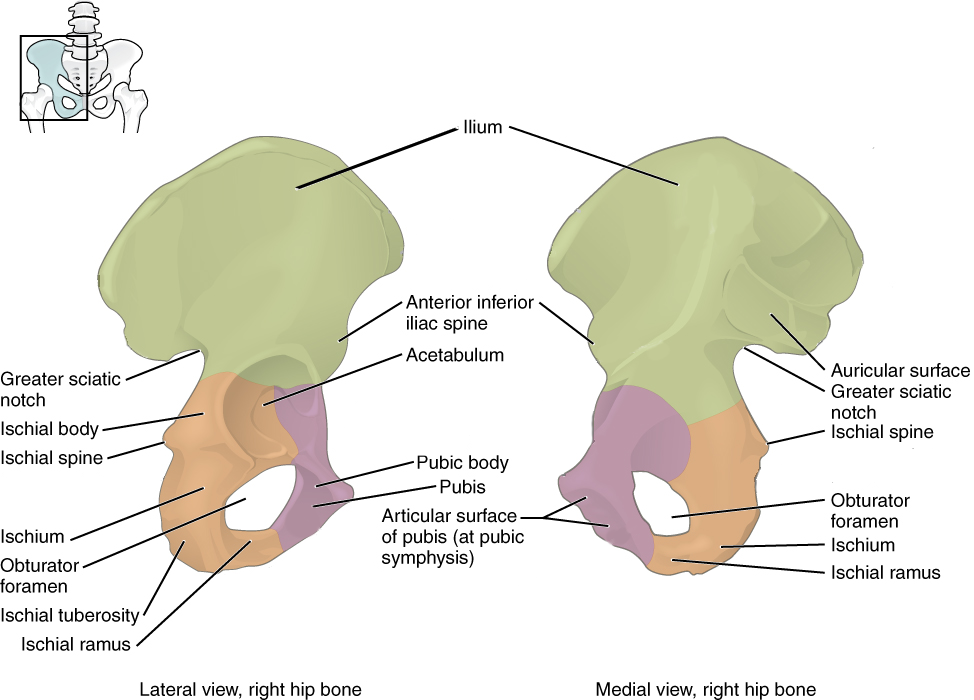 Ilium
Anterior inferior
iliac spine
Acetabulum
Greater sciatic
notch
Ischial body
Ischial spine
Pubic body
Pubis
Articular surface
of pubis (at pubic
symphysis)
Ischium
Obturator
foramen
Ischial tuberosity
Ischial ramus
Auricular surface
Greater sciatic
notch
Ischial spine
Obturator
foramen
Ischium
Ischial ramus
Lateral view, right hip bone
Medial view, right hip bone